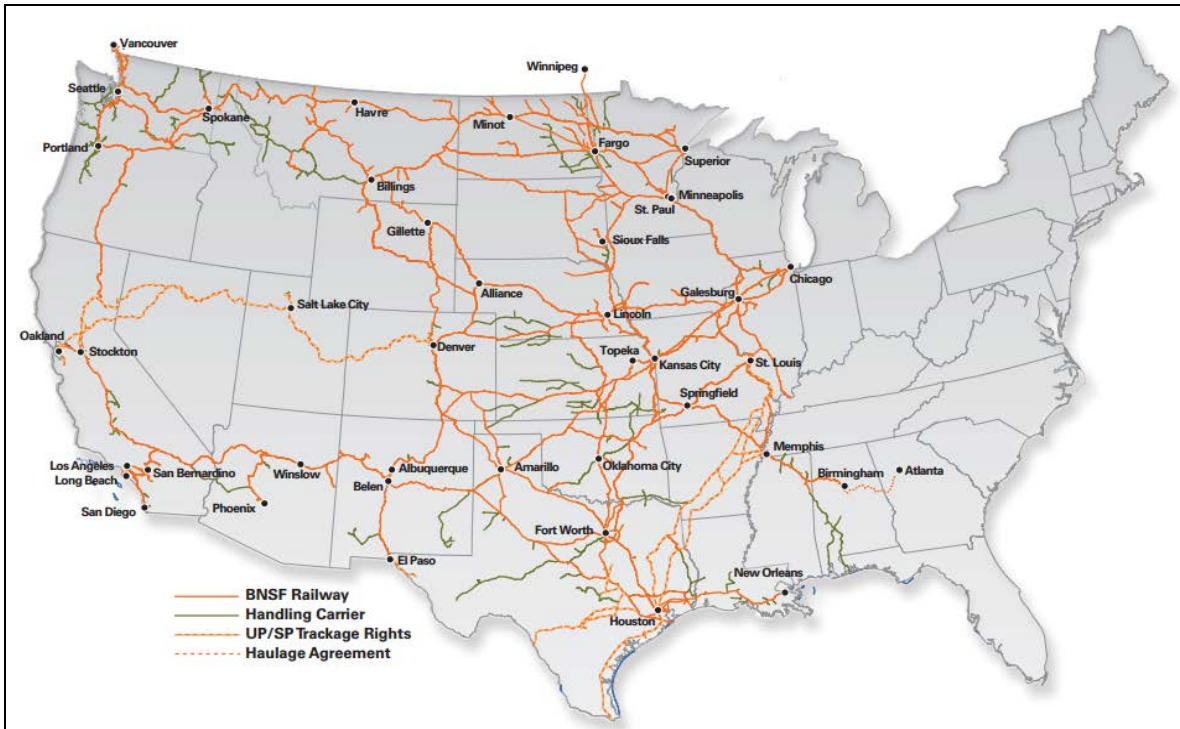 Vancouver
Winnipeg
Seattle
Spokane
Havre
Minot
Fargo
Superior
Portland
Billings
Minneapolis
St. Paul
Gillette
Sioux Falls
Chicago
Alliance
Galesburg
Salt Lake City
Lincoln
Oakland
Stockton
Denver
Topeka
Kansas City
St. Louis
Springfield
Memphis
Los Angeles
Long Beach
San Bernardino
Winslow
Albuquerque
Belen
Amarillo
Oklahoma City
Birmingham
Atlanta
San Diego
Phoenix
Fort Worth
El Paso
New Orleans
Houston
BNSF Railway
Handling Carrier
UP/SP Trackage Rights
Haulage Agreement